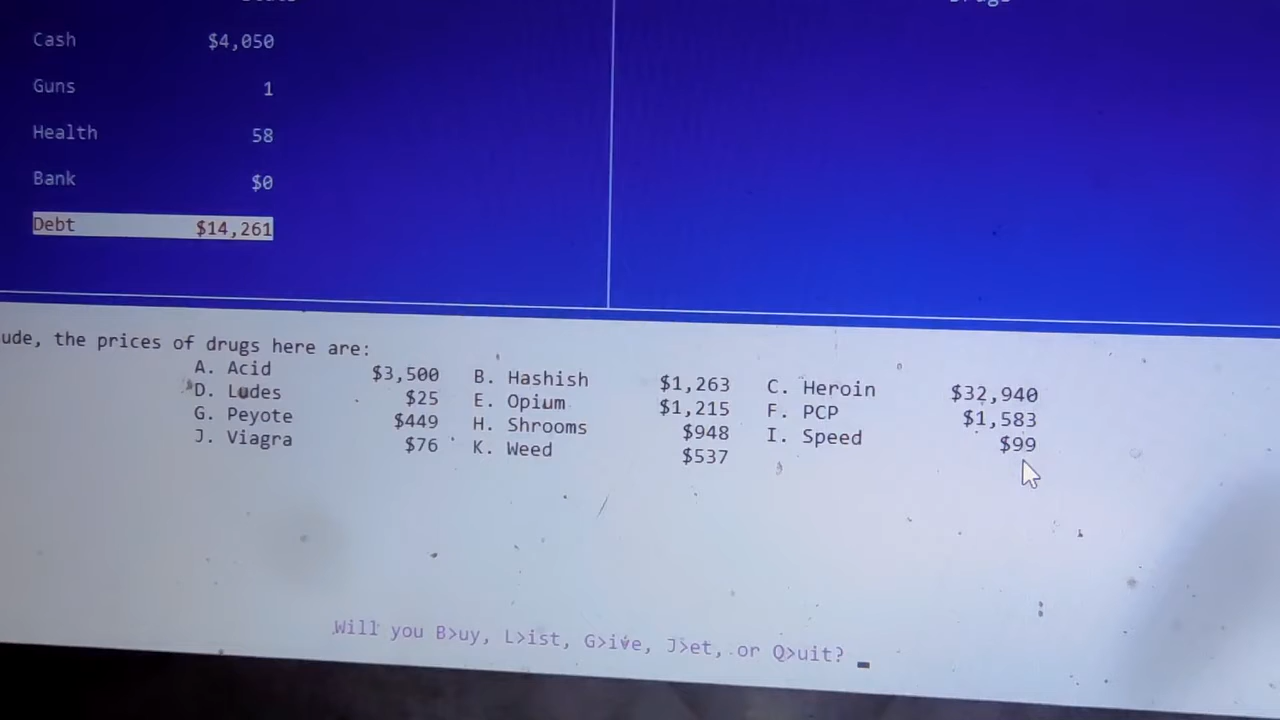 Cash $4,050
Guns 1
Health 58
Bank $0
Debt $14,261
ude, the prices of drugs here are:
A. Acid $3,500 B. Hashish $1,263 C. Heroin $32,940
D. Ludes $25 E. Opium $1,215 F. PCP $1,583
G. Peyote $449 H. Shrooms $948 I. Speed $99
J. Viagra $76 K. Weed $537
Will you B>uy, L>ist, G>ive, J>et, or Q>uit?